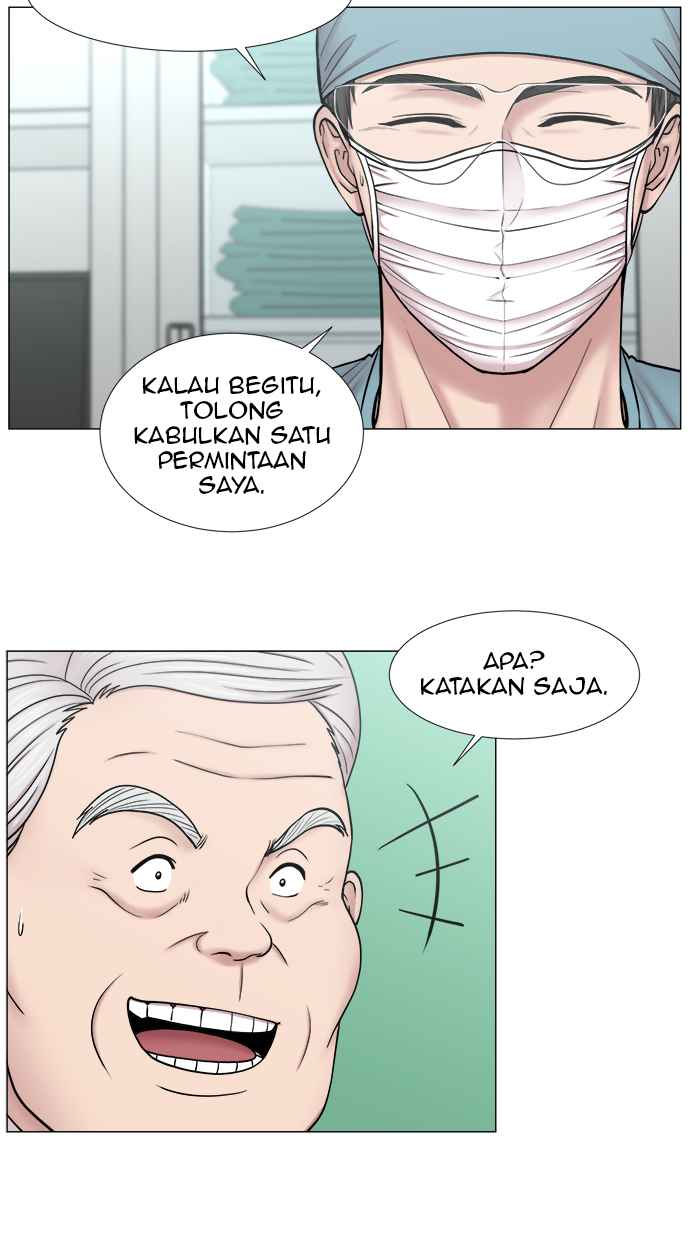 KALAU BEGITU,
TOLONG
KABULKAN SATU
PERMINTAAN
SAYA.
APA?
KATAKAN SAJA.